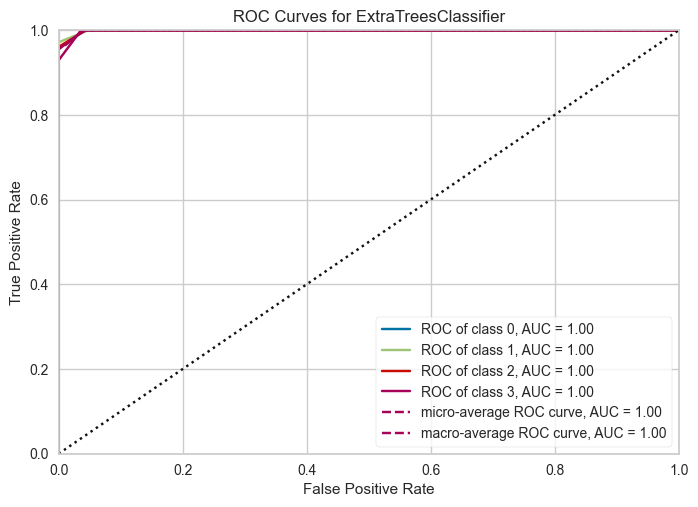 ROC Curves for ExtraTreesClassifier
1.0
0.8
0.6
0.4
0.2
0.0
True Positive Rate
ROC of class 0, AUC = 1.00
ROC of class 1, AUC = 1.00
ROC of class 2, AUC = 1.00
ROC of class 3, AUC = 1.00
micro-average ROC curve, AUC = 1.00
macro-average ROC curve, AUC = 1.00
0.0 0.2 0.4 0.6 0.8 1.0
False Positive Rate